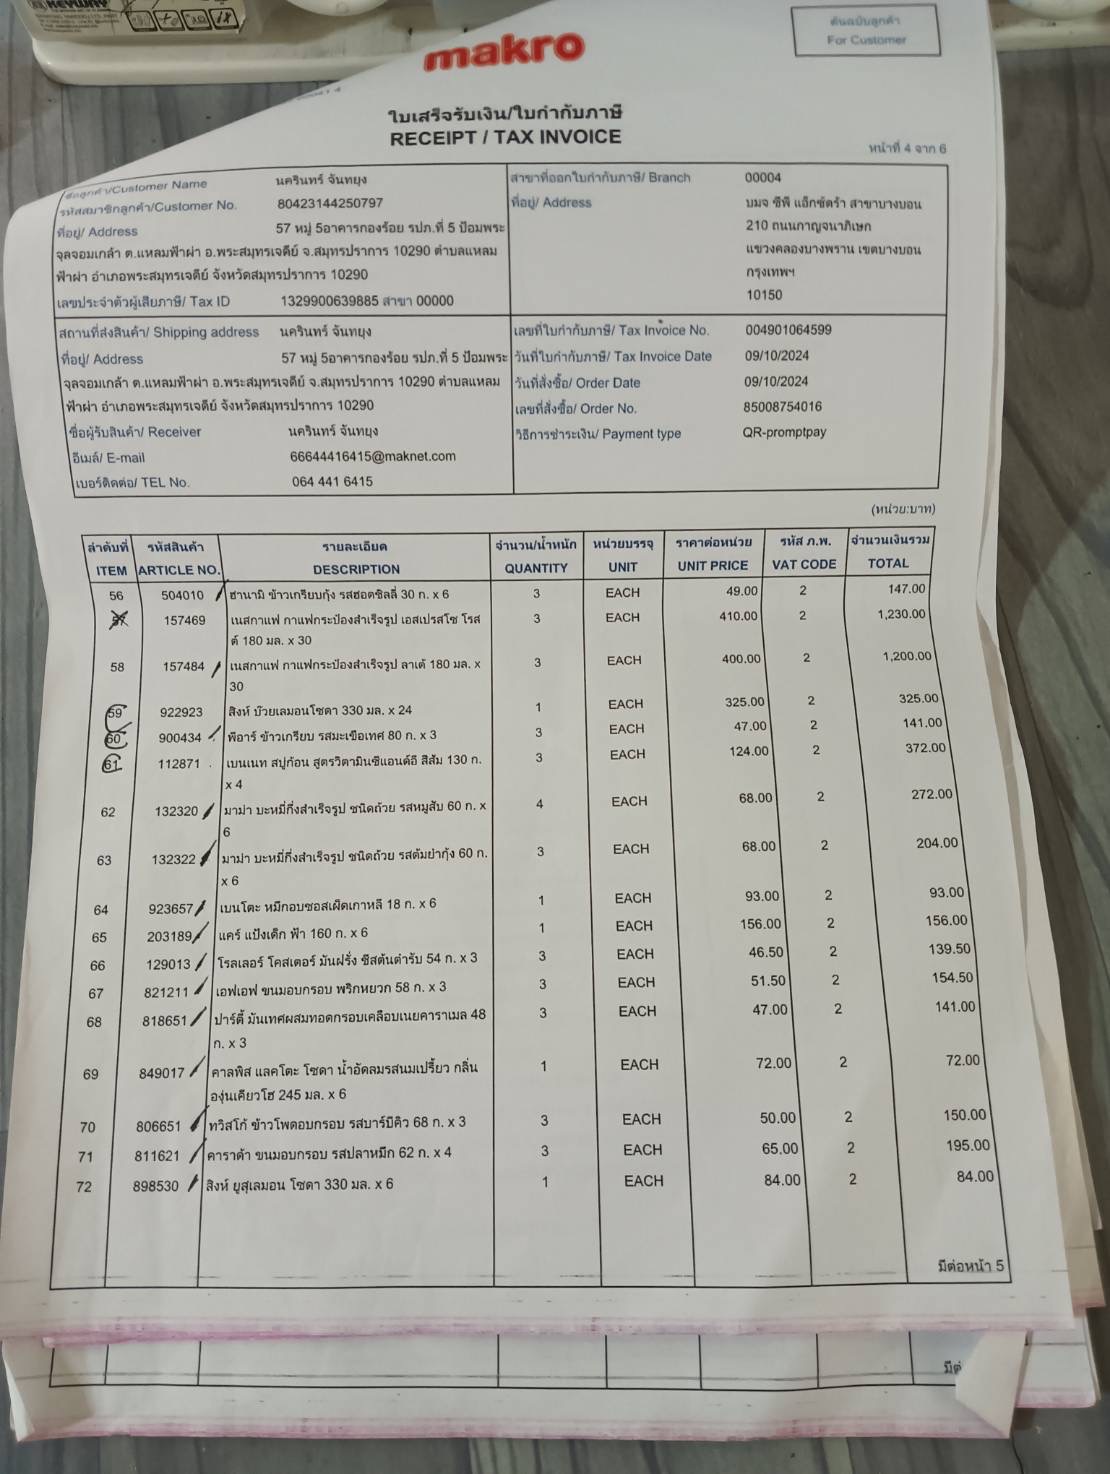 KEYWAY
ต้นฉบับลูกค้า
For Customer
makro
ใบเสร็จรับเงิน/ใบกำกับภาษี
RECEIPT / TAX INVOICE
หน้าที่ 4 จาก 6
ชื่อลูกค้า/Customer Name นครินทร์ จันทยุง
รหัสสมาชิกลูกค้า/Customer No. 80423144250797
ที่อยู่/ Address 57 หมู่ 5อาคารกองร้อย รปภ.ที่ 5 ป้อมพระ
จุลจอมเกล้า ต.แหลมฟ้าผ่า อ.พระสมุทรเจดีย์ จ.สมุทรปราการ 10290 ตำบลแหลม
ฟ้าผ่า อำเภอพระสมุทรเจดีย์ จังหวัดสมุทรปราการ 10290
เลขประจำตัวผู้เสียภาษี/ Tax ID 1329900639885 สาขา 00000
สาขาที่ออกใบกำกับภาษี/ Branch 00004
ที่อยู่/ Address บมจ ซีพี แอ็กซ์ตร้า สาขาบางบอน
210 ถนนกาญจนาภิเษก
แขวงคลองบางพราน เขตบางบอน
กรุงเทพฯ
10150
สถานที่ส่งสินค้า/ Shipping address นครินทร์ จันทยุง
ที่อยู่/ Address 57 หมู่ 5อาคารกองร้อย รปภ.ที่ 5 ป้อมพระ
จุลจอมเกล้า ต.แหลมฟ้าผ่า อ.พระสมุทรเจดีย์ จ.สมุทรปราการ 10290 ตำบลแหลม
ฟ้าผ่า อำเภอพระสมุทรเจดีย์ จังหวัดสมุทรปราการ 10290
ชื่อผู้รับสินค้า/ Receiver นครินทร์ จันทยุง
อีเมล์/ E-mail 66644416415@maknet.com
เบอร์ติดต่อ/ TEL No. 064 441 6415
เลขที่ใบกำกับภาษี/ Tax Invoice No. 004901064599
วันที่ใบกำกับภาษี/ Tax Invoice Date 09/10/2024
วันที่สั่งซื้อ/ Order Date 09/10/2024
เลขที่สั่งซื้อ/ Order No. 85008754016
วิธีการชำระเงิน/ Payment type QR-promptpay
(หน่วย:บาท)
ลำดับที่ รหัสสินค้า รายละเอียด จำนวน/น้ำหนัก หน่วยบรรจุ ราคาต่อหน่วย รหัส ภ.พ. จำนวนเงินรวม
ITEM ARTICLE NO. DESCRIPTION QUANTITY UNIT UNIT PRICE VAT CODE TOTAL
56 504010 ฮานามิ ข้าวเกรียบกุ้ง รสฮอตชิลลี่ 30 ก. x 6 3 EACH 49.00 2 147.00
57 157469 เนสกาแฟ กาแฟกระป๋องสำเร็จรูป เอสเปรสโซ โรส 3 EACH 410.00 2 1,230.00
ต์ 180 มล. x 30
58 157484 เนสกาแฟ กาแฟกระป๋องสำเร็จรูป ลาเต้ 180 มล. x 3 EACH 400.00 2 1,200.00
30
59 922923 สิงห์ บ๊วยเลมอนโซดา 330 มล. x 24 1 EACH 325.00 2 325.00
60 900434 พีอาร์ ข้าวเกรียบ รสมะเขือเทศ 80 ก. x 3 3 EACH 47.00 2 141.00
61 112871 เบนเนท สบู่ก้อน สูตรวิตามินซีแอนด์อี สีส้ม 130 ก. 3 EACH 124.00 2 372.00
x 4
62 132320 มาม่า บะหมี่กึ่งสำเร็จรูป ชนิดถ้วย รสหมูสับ 60 ก. x 4 EACH 68.00 2 272.00
6
63 132322 มาม่า บะหมี่กึ่งสำเร็จรูป ชนิดถ้วย รสต้มยำกุ้ง 60 ก. 3 EACH 68.00 2 204.00
x 6
64 923657 เบนโตะ หมึกอบซอสเผ็ดเกาหลี 18 ก. x 6 1 EACH 93.00 2 93.00
65 203189 แคร์ แป้งเด็ก ฟ้า 160 ก. x 6 1 EACH 156.00 2 156.00
66 129013 โรลเลอร์ โคสเตอร์ มันฝรั่ง ชีสต้นตำรับ 54 ก. x 3 3 EACH 46.50 2 139.50
67 821211 เอฟเอฟ ขนมอบกรอบ พริกหยวก 58 ก. x 3 3 EACH 51.50 2 154.50
68 818651 ปาร์ตี้ มันเทศผสมทอดกรอบเคลือบเนยคาราเมล 48 3 EACH 47.00 2 141.00
ก. x 3
69 849017 คาลพิส แลคโตะ โซดา น้ำอัดลมรสนมเปรี้ยว กลิ่น 1 EACH 72.00 2 72.00
องุ่นเคียวโฮ 245 มล. x 6
70 806651 ทวิสโก้ ข้าวโพดอบกรอบ รสบาร์บีคิว 68 ก. x 3 3 EACH 50.00 2 150.00
71 811621 คาราด้า ขนมอบกรอบ รสปลาหมึก 62 ก. x 4 3 EACH 65.00 2 195.00
72 898530 สิงห์ ยูสุเลมอน โซดา 330 มล. x 6 1 EACH 84.00 2 84.00
มีต่อหน้า 5